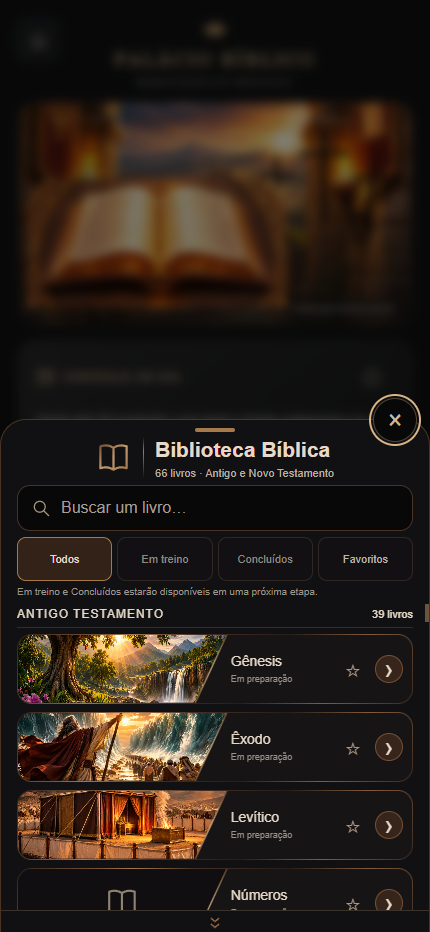 PALÁCIO BÍBLICO
×
Biblioteca Bíblica
66 livros · Antigo e Novo Testamento
Buscar um livro…
Todos
Em treino
Concluídos
Favoritos
Em treino e Concluídos estarão disponíveis em uma próxima etapa.
ANTIGO TESTAMENTO
39 livros
Gênesis
Em preparação
Êxodo
Em preparação
Levítico
Em preparação
Números